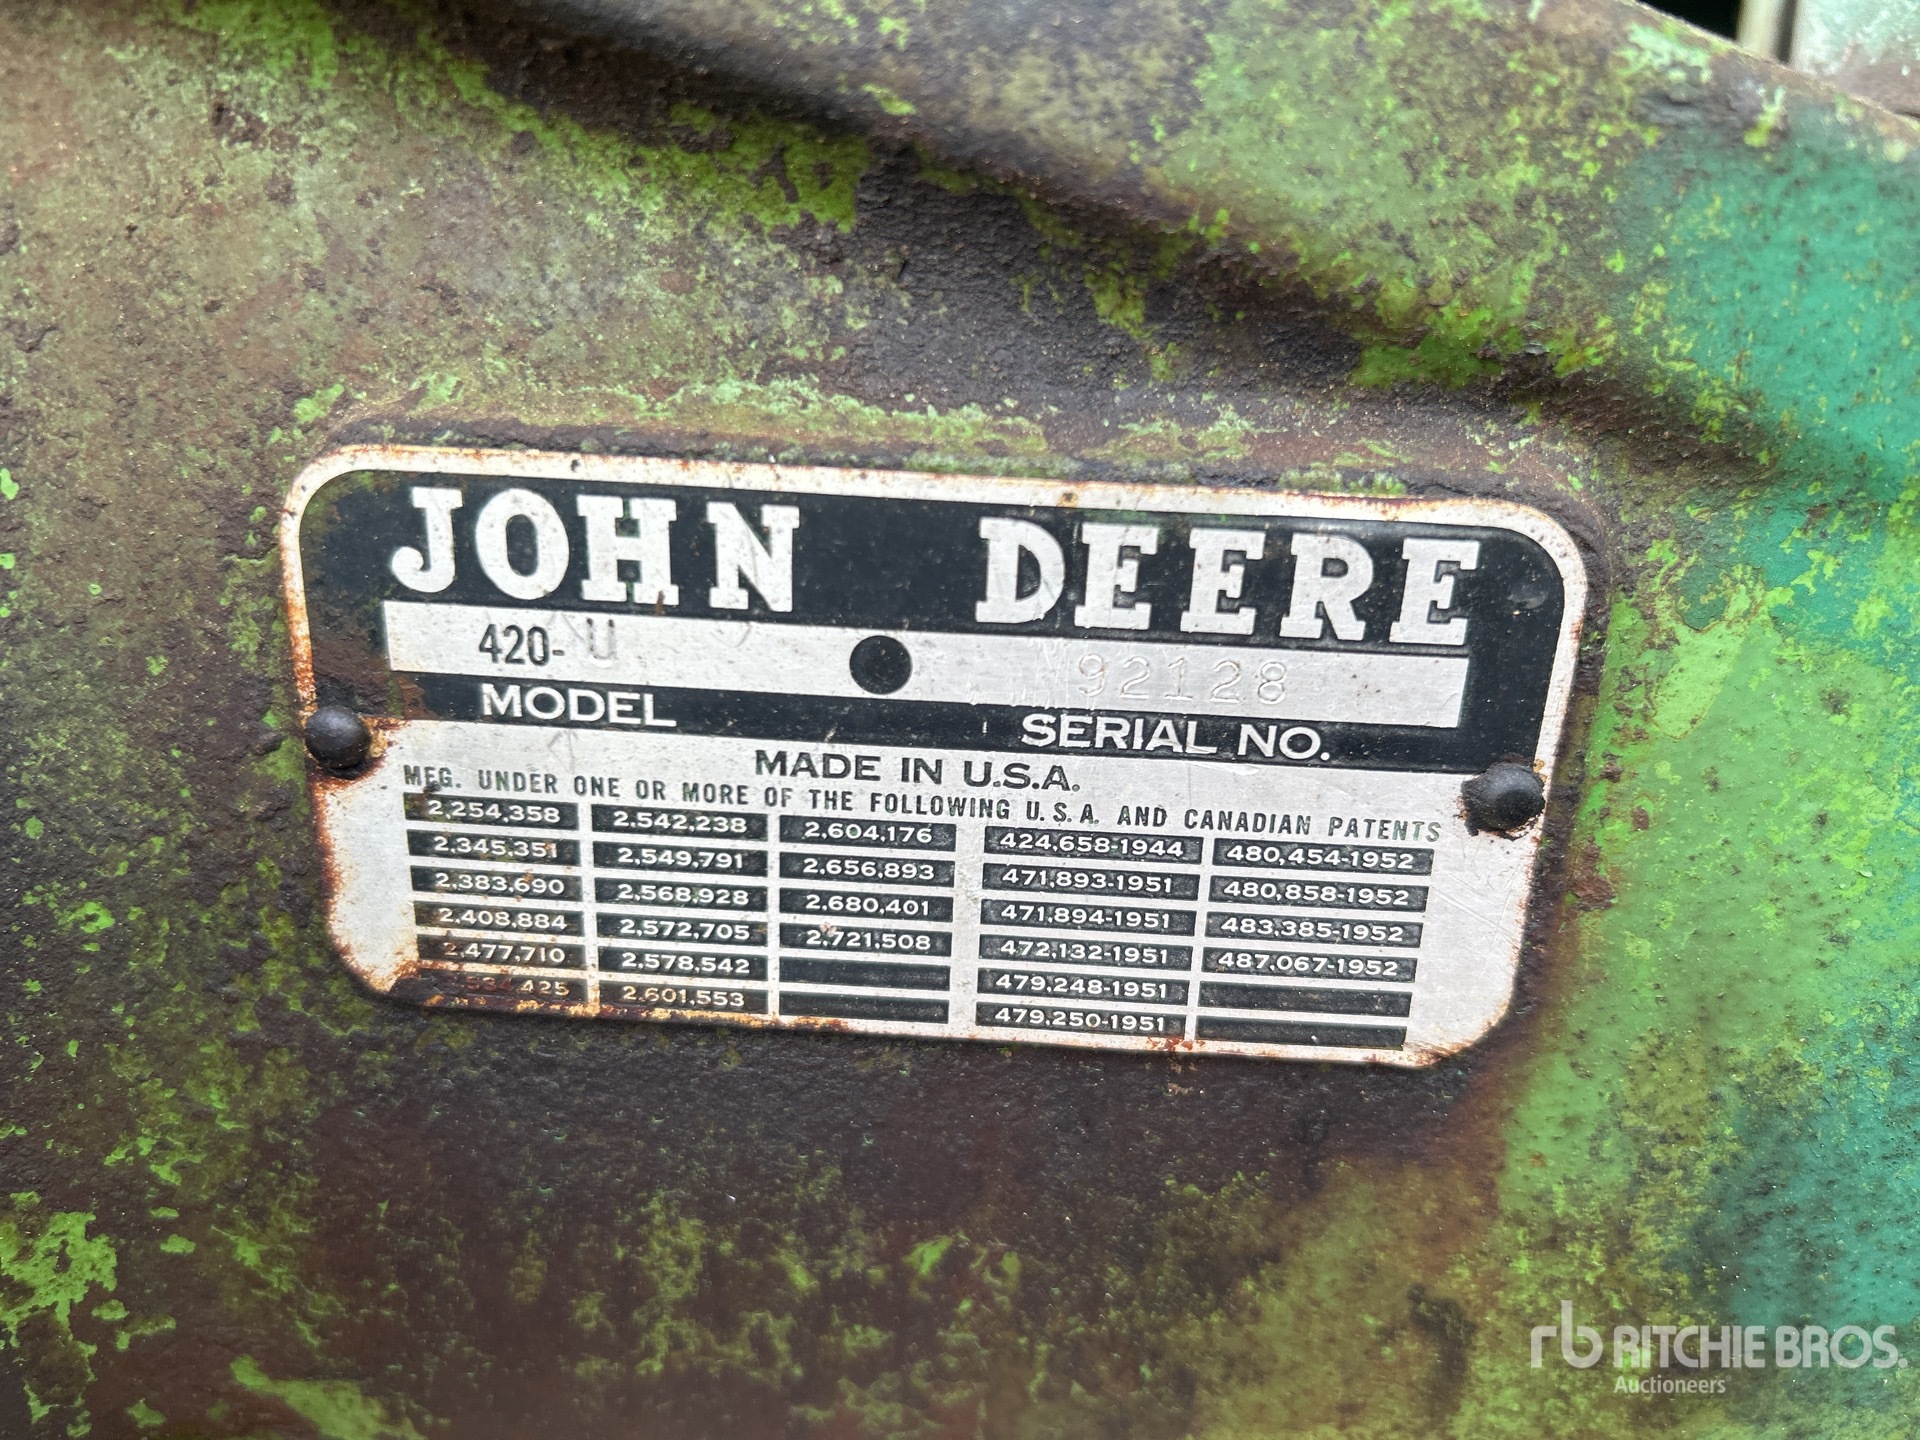 JOHN DEERE
420-U 92128
MODEL SERIAL NO.
MADE IN U.S.A.
MFG. UNDER ONE OR MORE OF THE FOLLOWING U.S.A. AND CANADIAN PATENTS
2,254,358 2,542,238 2,604,176 424,658-1944 480,454-1952
2,345,351 2,549,791 2,656,893 471,893-1951 480,858-1952
2,383,690 2,568,928 2,680,401 471,894-1951 483,385-1952
2,408,884 2,572,705 2,721,508 472,132-1951 487,067-1952
2,477,710 2,578,542 479,248-1951
2,601,553 479,250-1951
rb RITCHIE BROS.
Auctioneers